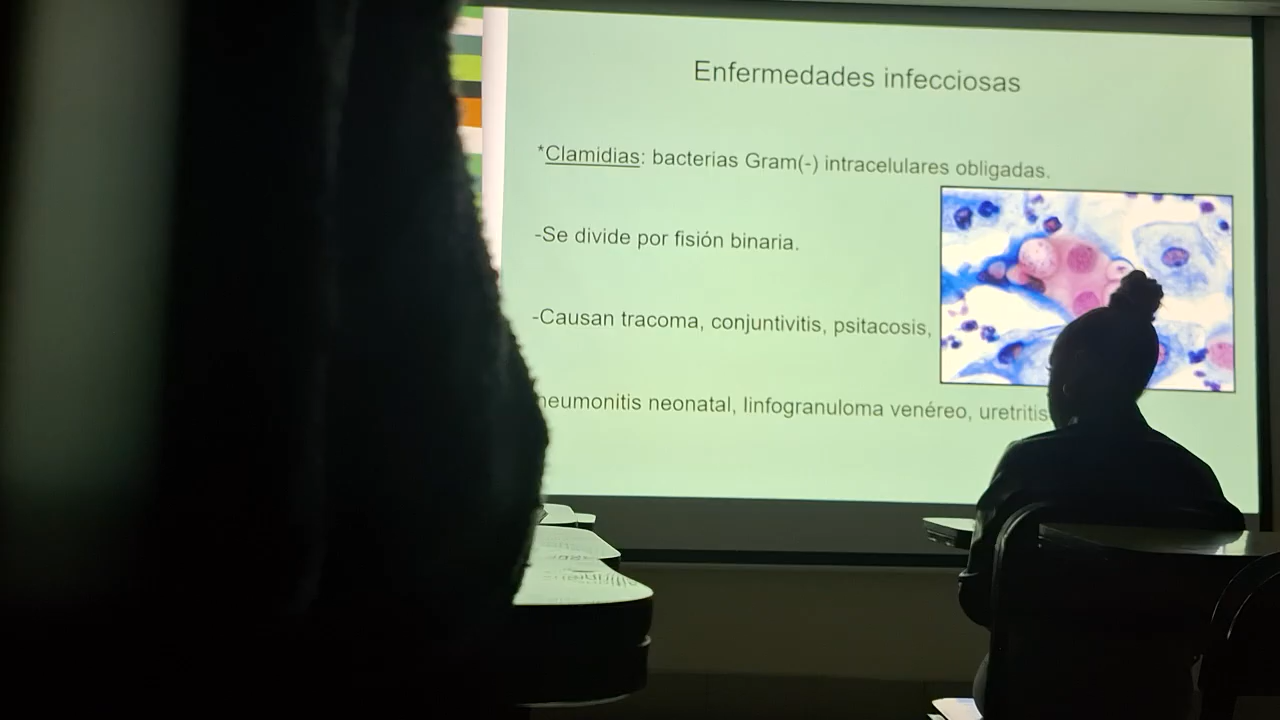 Enfermedades infecciosas
*Clamidias: bacterias Gram(-) intracelulares obligadas.
-Se divide por fisión binaria.
-Causan tracoma, conjuntivitis, psitacosis,
neumonitis neonatal, linfogranuloma venéreo, uretritis